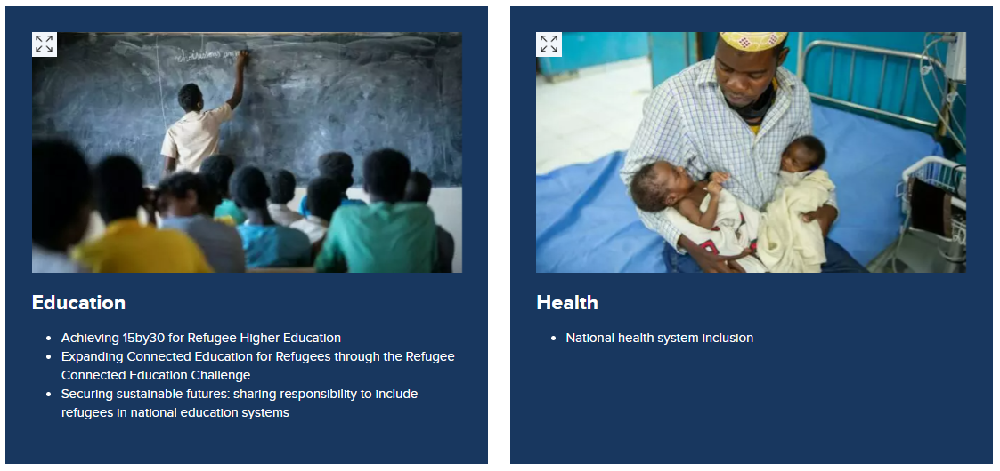 Education
Achieving 15by30 for Refugee Higher Education
Expanding Connected Education for Refugees through the Refugee
Connected Education Challenge
Securing sustainable futures: sharing responsibility to include
refugees in national education systems
Health
National health system inclusion